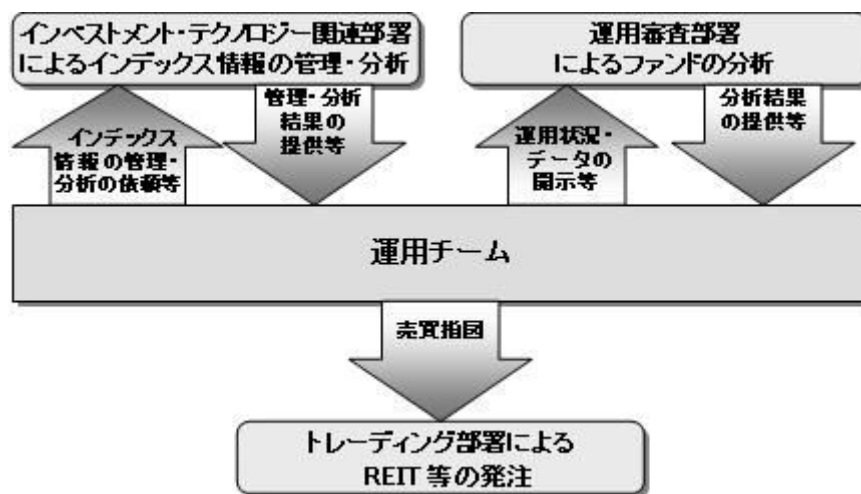 インベストメント・テクノロジー関連部署
によるインデックス情報の管理・分析
運用審査部署
によるファンドの分析
インデックス
情報の管理・
分析の依頼等
管理・分析
結果の
提供等
運用状況・
データの
開示等
分析結果
の提供等
運用チーム
売買指図
トレーディング部署による
REIT 等の発注